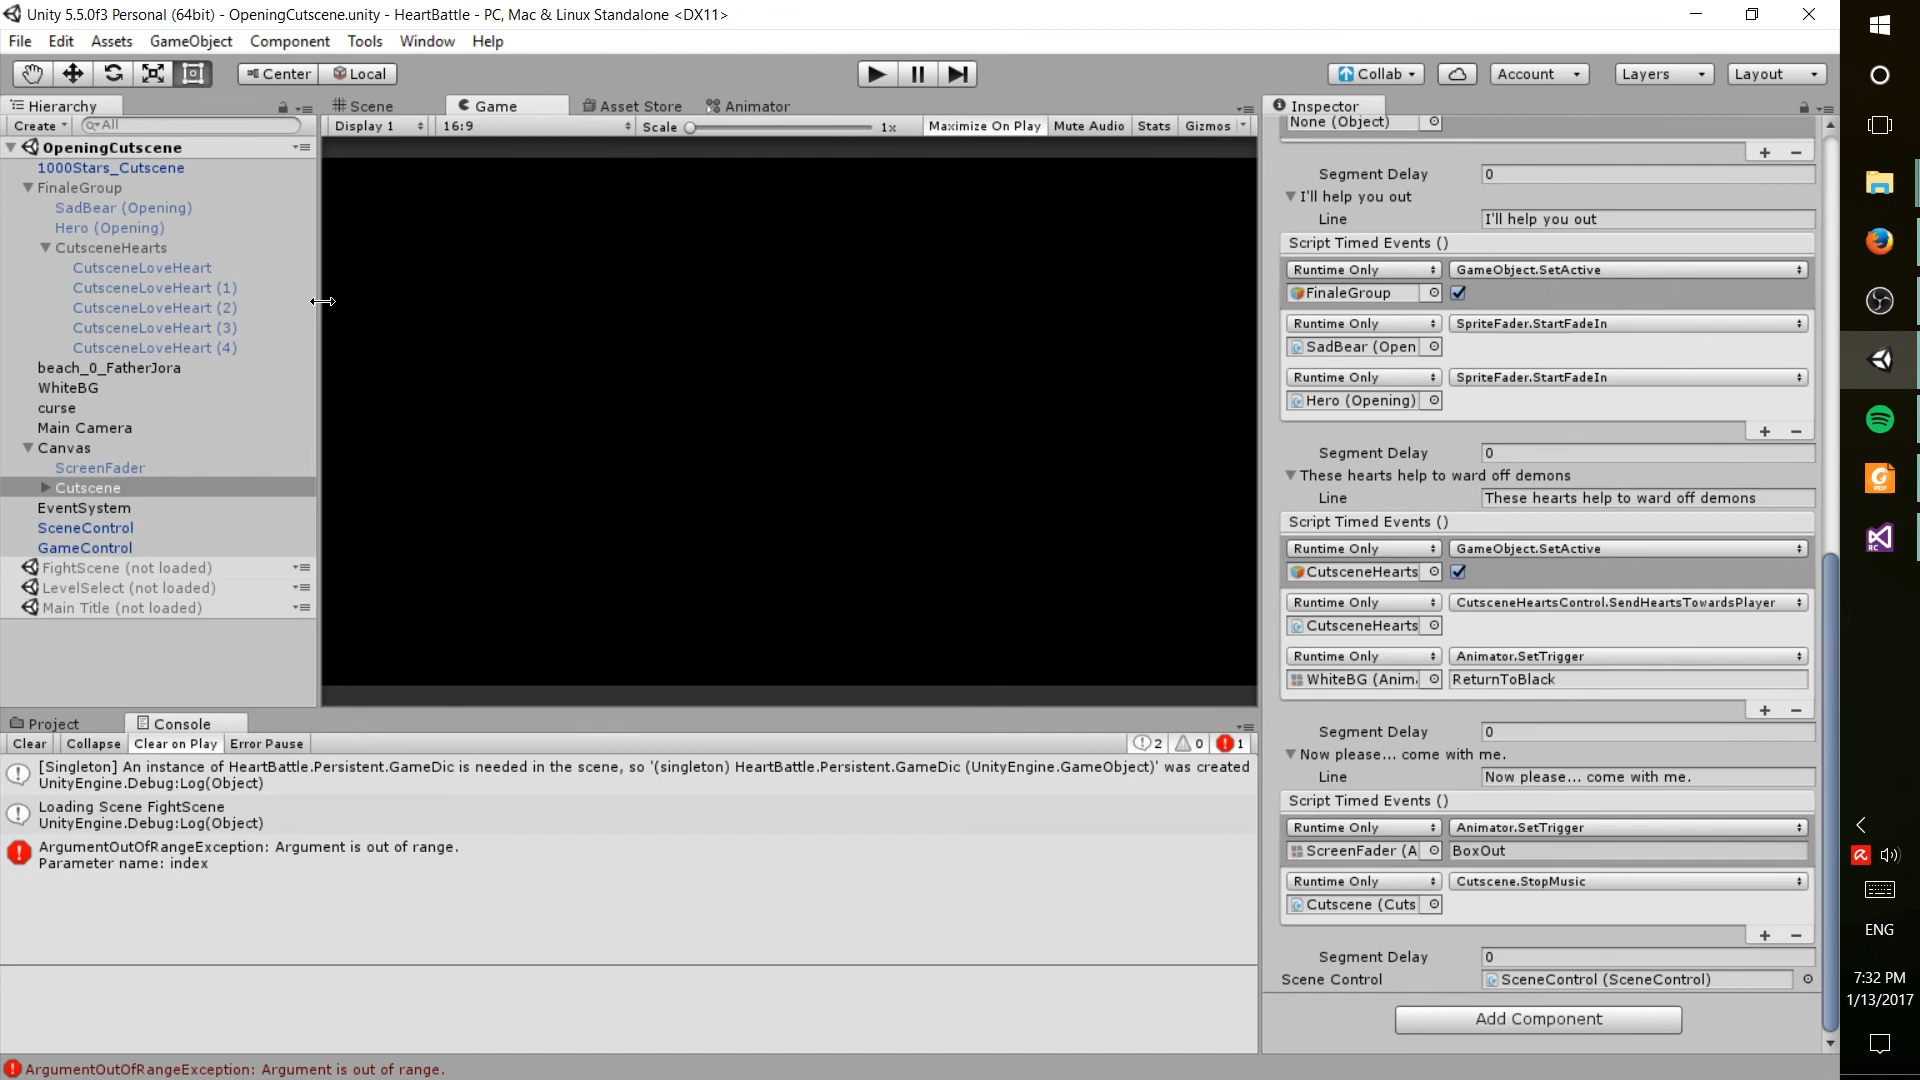 Unity 5.5.0f3 Personal (64bit) - OpeningCutscene.unity - HeartBattle - PC, Mac & Linux Standalone <DX11>
File Edit Assets GameObject Component Tools Window Help
Center Local Collab Account Layers Layout
Hierarchy
Create All
OpeningCutscene
1000Stars_Cutscene
FinaleGroup
SadBear (Opening)
Hero (Opening)
CutsceneHearts
CutsceneLoveHeart
CutsceneLoveHeart (1)
CutsceneLoveHeart (2)
CutsceneLoveHeart (3)
CutsceneLoveHeart (4)
beach_0_FatherJora
WhiteBG
curse
Main Camera
Canvas
ScreenFader
Cutscene
EventSystem
SceneControl
GameControl
FightScene (not loaded)
LevelSelect (not loaded)
Main Title (not loaded)
Scene Game Asset Store Animator
Display 1 16:9 Scale 1x Maximize On Play Mute Audio Stats Gizmos
Inspector
None (Object)
Segment Delay 0
I'll help you out
Line I'll help you out
Script Timed Events ()
Runtime Only GameObject.SetActive
FinaleGroup
Runtime Only SpriteFader.StartFadeIn
SadBear (Open
Runtime Only SpriteFader.StartFadeIn
Hero (Opening)
Segment Delay 0
These hearts help to ward off demons
Line These hearts help to ward off demons
Script Timed Events ()
Runtime Only GameObject.SetActive
CutsceneHearts
Runtime Only CutsceneHeartsControl.SendHeartsTowardsPlayer
CutsceneHearts
Runtime Only Animator.SetTrigger
WhiteBG (Anim. ReturnToBlack
Segment Delay 0
Now please... come with me.
Line Now please... come with me.
Script Timed Events ()
Runtime Only Animator.SetTrigger
ScreenFader (A BoxOut
Runtime Only Cutscene.StopMusic
Cutscene (Cuts
Segment Delay 0
Scene Control SceneControl (SceneControl)
Add Component
Project Console
Clear Collapse Clear on Play Error Pause 2 0 1
[Singleton] An instance of HeartBattle.Persistent.GameDic is needed in the scene, so '(singleton) HeartBattle.Persistent.GameDic (UnityEngine.GameObject)' was created
UnityEngine.Debug:Log(Object)
Loading Scene FightScene
UnityEngine.Debug:Log(Object)
ArgumentOutOfRangeException: Argument is out of range.
Parameter name: index
ArgumentOutOfRangeException: Argument is out of range.
PDF
RC
ENG
7:32 PM
1/13/2017